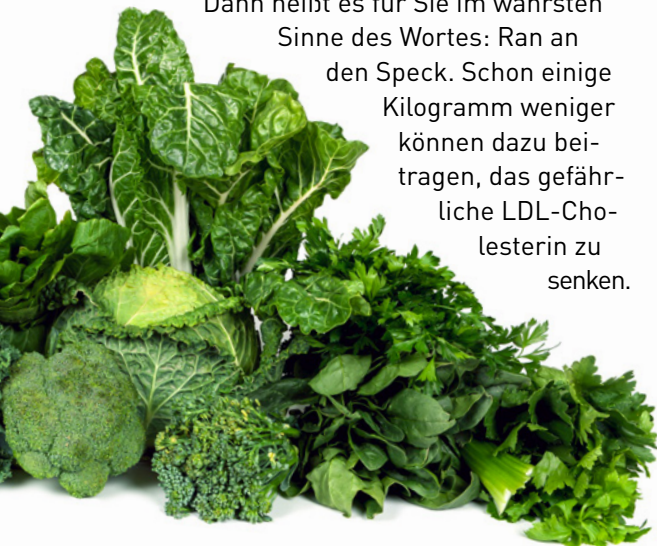 Dann heißt es für Sie im wahrsten
Sinne des Wortes: Ran an
den Speck. Schon einige
Kilogramm weniger
können dazu bei-
tragen, das gefähr-
liche LDL-Cho-
lesterin zu
senken.